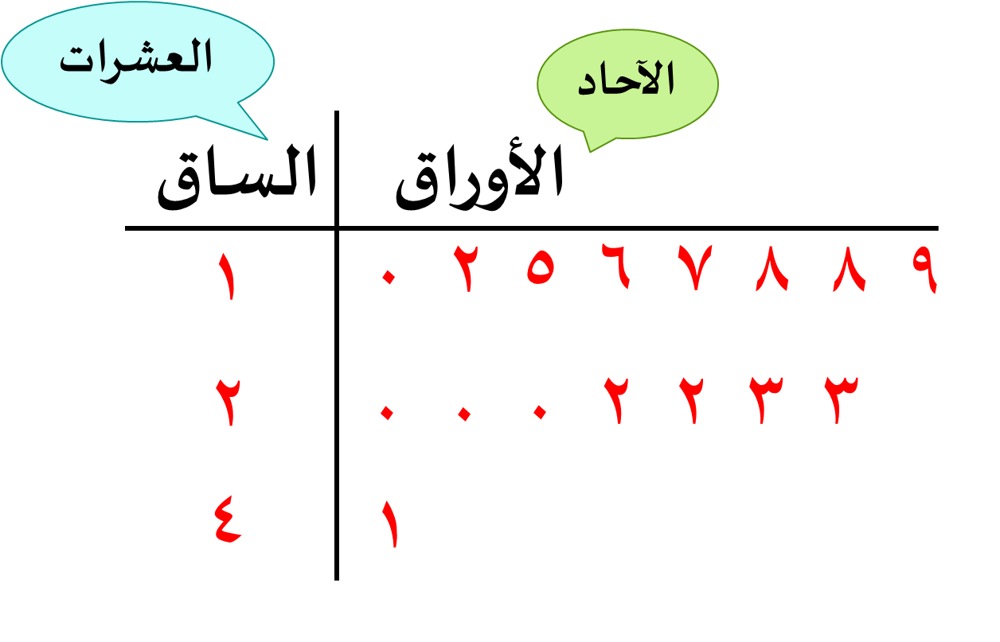 العشرات
الآحاد
الساق الأوراق
١ ٠ ٢ ٥ ٦ ٧ ٨ ٨ ٩
٢ ٠ ٠ ٠ ٢ ٢ ٣ ٣
٤ ١